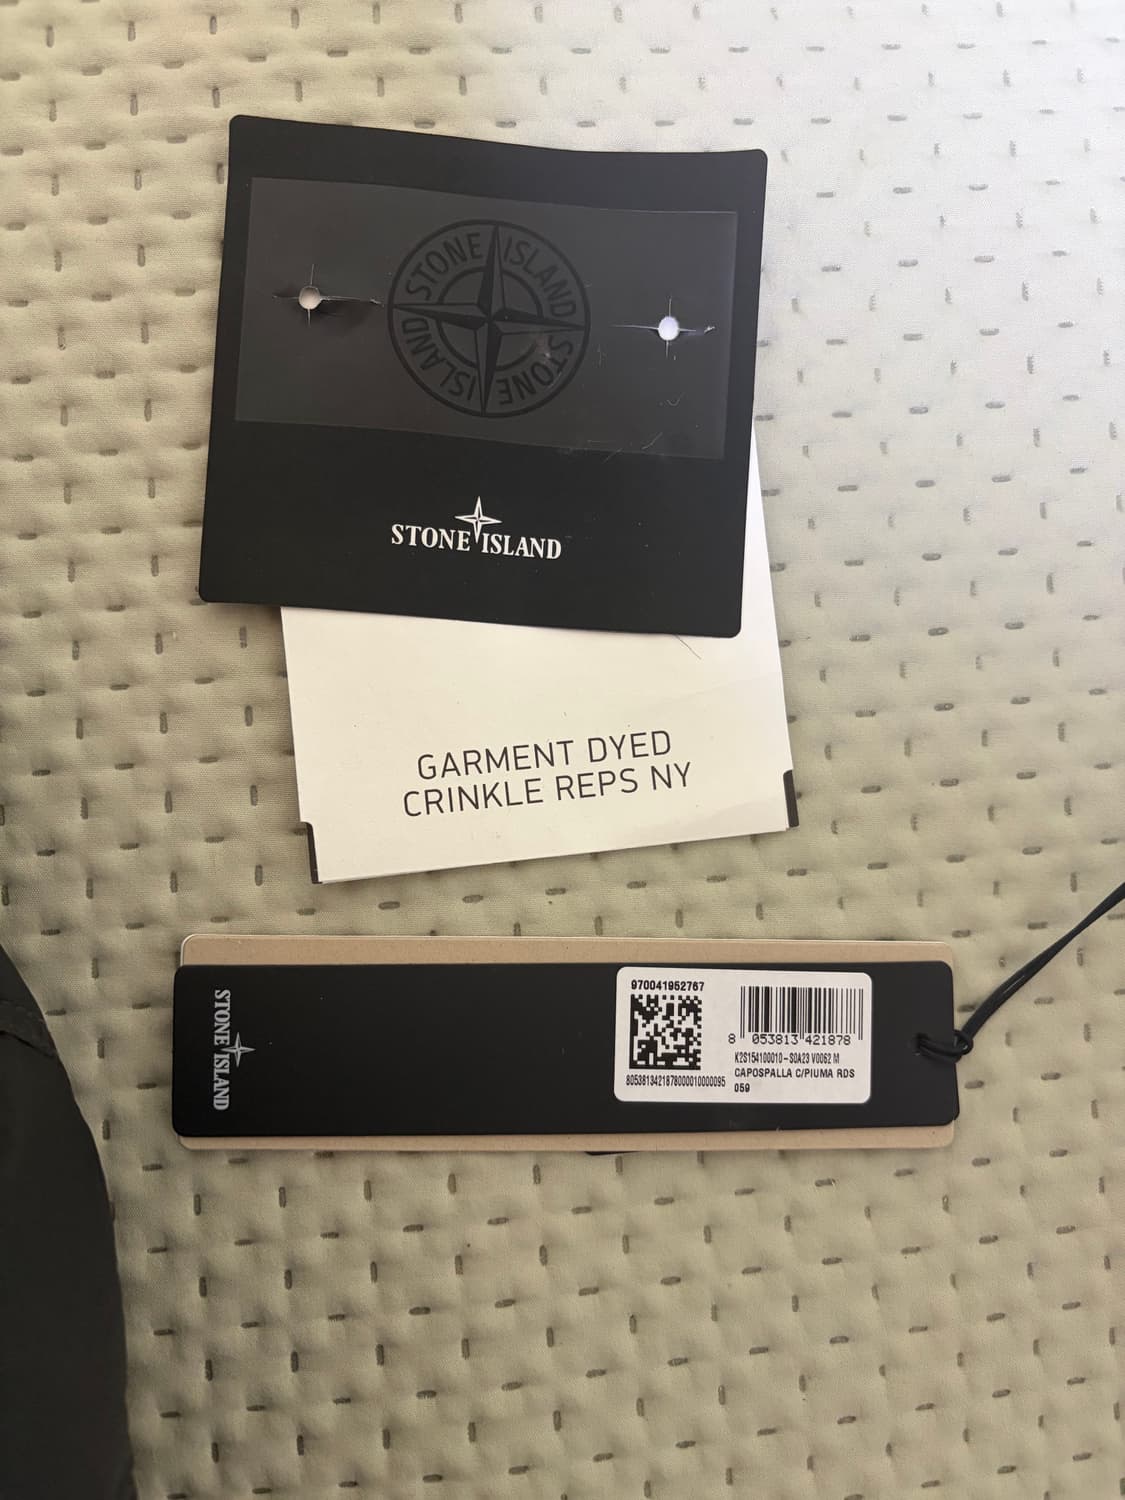 STONE ISLAND
STONE ISLAND
STONE ISLAND
GARMENT DYED
CRINKLE REPS NY
STONE ISLAND
970041952767
8 053813 421878
8053813421878000010000095
K2S154100010-S0A23 V0062 M
CAPOSPALLA C/PIUMA RDS
059